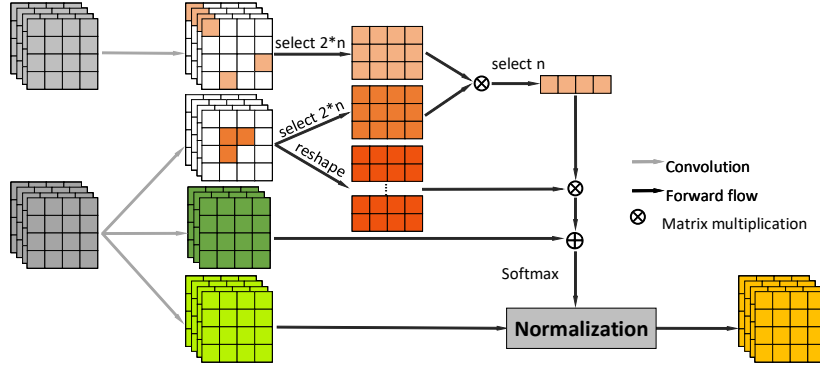 select 2*n
select n
select 2*n
reshape
Convolution
Forward flow
Matrix multiplication
Softmax
Normalization